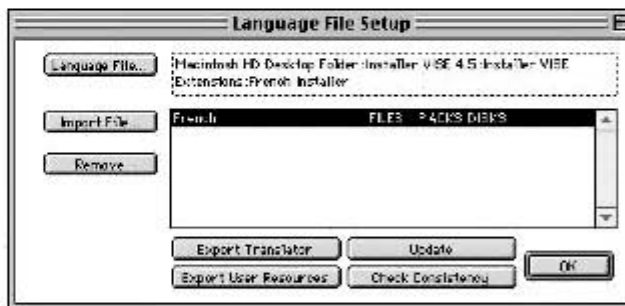 Language File Setup
Language File...
Macintosh HD Desktop Folder:Installer VISE 4.5:Installer VISE
Extensions:French Installer
Import File...
French FILES PACKS DISKS
Remove
Export Translator
Update
Export User Resources
Check Consistency
OK